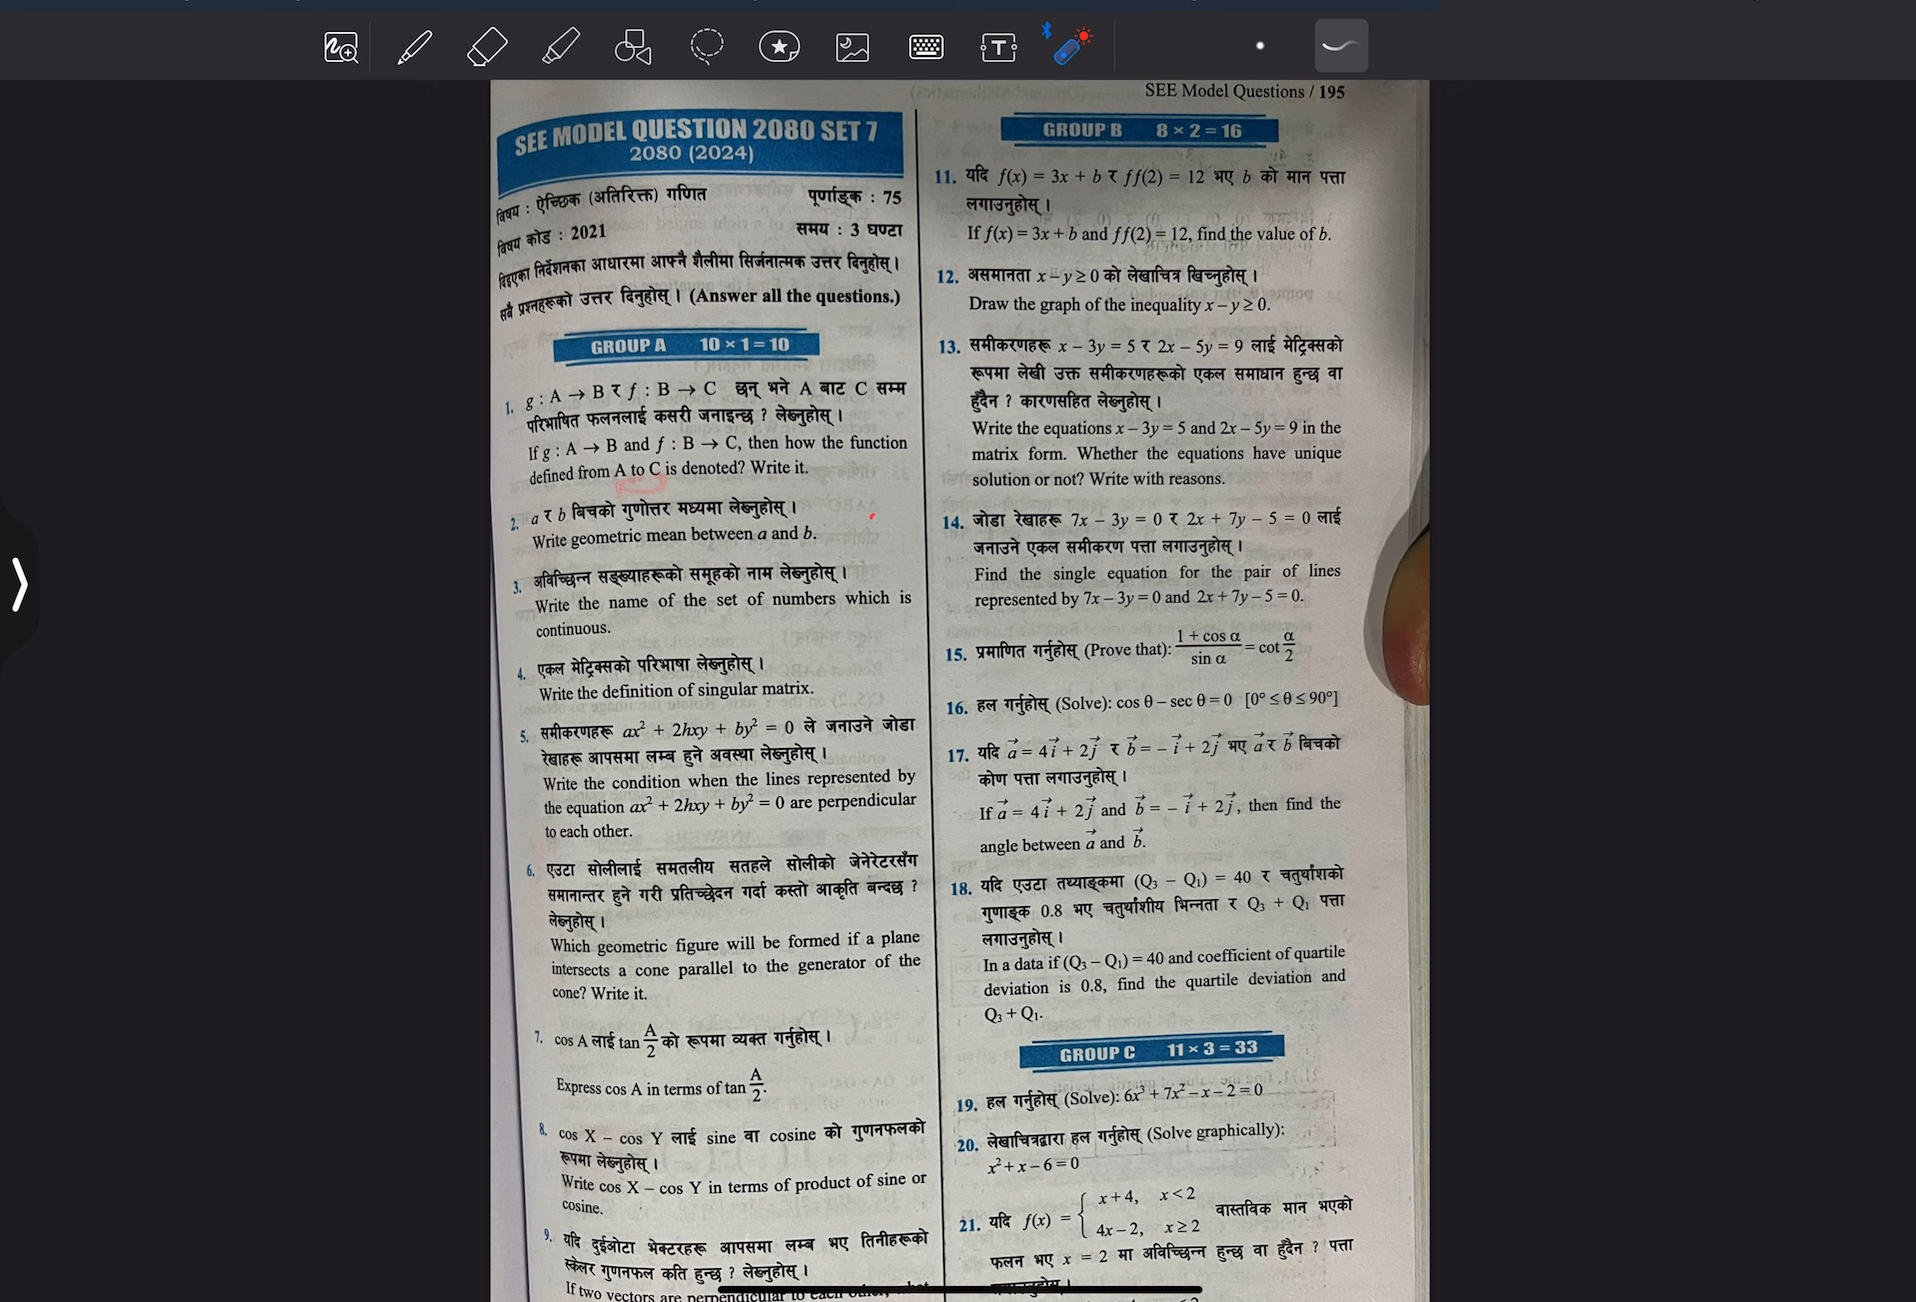 SEE Model Questions / 195
SEE MODEL QUESTION 2080 SET 7
2080 (2024)
विषय : ऐच्छिक (अतिरिक्त) गणित पूर्णाङ्क : 75
विषय कोड : 2021 समय : 3 घण्टा
दिइएका निर्देशनका आधारमा आफ्नै शैलीमा सिर्जनात्मक उत्तर दिनुहोस् ।
सबै प्रश्नहरूको उत्तर दिनुहोस् । (Answer all the questions.)
GROUP A 10 × 1 = 10
1. g : A → B र f : B → C छन् भने A बाट C सम्म
परिभाषित फलनलाई कसरी जनाइन्छ ? लेख्नुहोस् ।
If g : A → B and f : B → C, then how the function
defined from A to C is denoted? Write it.
2. a र b बिचको गुणोत्तर मध्यमा लेख्नुहोस् ।
Write geometric mean between a and b.
3. अविच्छिन्न सङ्ख्याहरूको समूहको नाम लेख्नुहोस् ।
Write the name of the set of numbers which is
continuous.
4. एकल मेट्रिक्सको परिभाषा लेख्नुहोस् ।
Write the definition of singular matrix.
5. समीकरणहरू ax² + 2hxy + by² = 0 ले जनाउने जोडा
रेखाहरू आपसमा लम्ब हुने अवस्था लेख्नुहोस् ।
Write the condition when the lines represented by
the equation ax² + 2hxy + by² = 0 are perpendicular
to each other.
6. एउटा सोलीलाई समतलीय सतहले सोलीको जेनेरेटरसँग
समानान्तर हुने गरी प्रतिच्छेदन गर्दा कस्तो आकृति बन्दछ ?
लेख्नुहोस् ।
Which geometric figure will be formed if a plane
intersects a cone parallel to the generator of the
cone? Write it.
7. cos A लाई tan A/2 को रूपमा व्यक्त गर्नुहोस् ।
Express cos A in terms of tan A/2.
8. cos X – cos Y लाई sine वा cosine को गुणनफलको
रूपमा लेख्नुहोस् ।
Write cos X – cos Y in terms of product of sine or
cosine.
9. यदि दुईओटा भेक्टरहरू आपसमा लम्ब भए तिनीहरूको
स्केलर गुणनफल कति हुन्छ ? लेख्नुहोस् ।
If two vectors are perpendicular to each other,
GROUP B 8 × 2 = 16
11. यदि f(x) = 3x + b र f f(2) = 12 भए b को मान पत्ता
लगाउनुहोस् ।
If f(x) = 3x + b and f f(2) = 12, find the value of b.
12. असमानता x – y ≥ 0 को लेखाचित्र खिच्नुहोस् ।
Draw the graph of the inequality x – y ≥ 0.
13. समीकरणहरू x – 3y = 5 र 2x – 5y = 9 लाई मेट्रिक्सको
रूपमा लेखी उक्त समीकरणहरूको एकल समाधान हुन्छ वा
हुँदैन ? कारणसहित लेख्नुहोस् ।
Write the equations x – 3y = 5 and 2x – 5y = 9 in the
matrix form. Whether the equations have unique
solution or not? Write with reasons.
14. जोडा रेखाहरू 7x – 3y = 0 र 2x + 7y – 5 = 0 लाई
जनाउने एकल समीकरण पत्ता लगाउनुहोस् ।
Find the single equation for the pair of lines
represented by 7x – 3y = 0 and 2x + 7y – 5 = 0.
15. प्रमाणित गर्नुहोस् (Prove that): (1 + cos α)/(sin α) = cot α/2
16. हल गर्नुहोस् (Solve): cos θ – sec θ = 0 [0° ≤ θ ≤ 90°]
17. यदि a⃗ = 4i⃗ + 2j⃗ र b⃗ = – i⃗ + 2j⃗ भए a⃗ र b⃗ बिचको
कोण पत्ता लगाउनुहोस् ।
If a⃗ = 4i⃗ + 2j⃗ and b⃗ = – i⃗ + 2j⃗, then find the
angle between a⃗ and b⃗.
18. यदि एउटा तथ्याङ्कमा (Q₃ – Q₁) = 40 र चतुर्थांशको
गुणाङ्क 0.8 भए चतुर्थांशीय भिन्नता र Q₃ + Q₁ पत्ता
लगाउनुहोस् ।
In a data if (Q₃ – Q₁) = 40 and coefficient of quartile
deviation is 0.8, find the quartile deviation and
Q₃ + Q₁.
GROUP C 11 × 3 = 33
19. हल गर्नुहोस् (Solve): 6x³ + 7x² – x – 2 = 0
20. लेखाचित्रद्वारा हल गर्नुहोस् (Solve graphically):
x² + x – 6 = 0
21. यदि f(x) = { x + 4, x < 2
4x – 2, x ≥ 2 वास्तविक मान भएको
फलन भए x = 2 मा अविच्छिन्न हुन्छ वा हुँदैन ? पत्ता